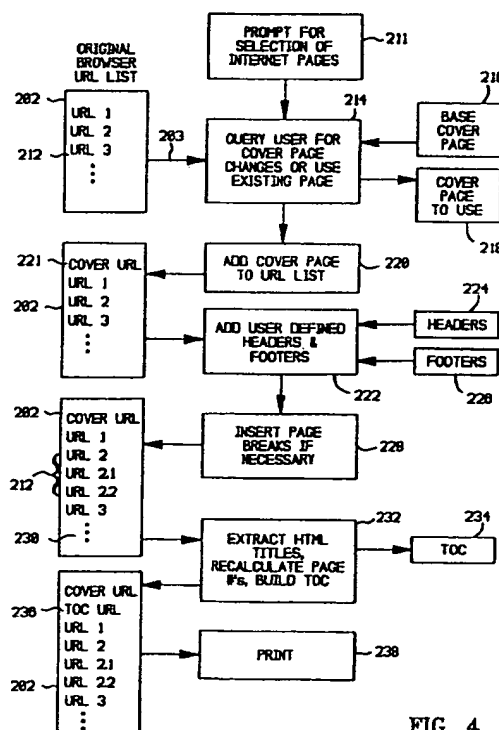 PROMPT FOR
SELECTION OF
INTERNET PAGES
211
ORIGINAL
BROWSER
URL LIST
202
URL 1
URL 2
212
URL 3
203
214
QUERY USER FOR
COVER PAGE
CHANGES OR USE
EXISTING PAGE
216
BASE
COVER
PAGE
COVER
PAGE
TO USE
218
221
COVER URL
URL 1
202
URL 2
URL 3
ADD COVER PAGE
TO URL LIST
220
224
HEADERS
ADD USER DEFINED
HEADERS &
FOOTERS
222
FOOTERS
226
202
COVER URL
URL 1
URL 2
212
URL 2.1
URL 2.2
URL 3
230
INSERT PAGE
BREAKS IF
NECESSARY
228
232
EXTRACT HTML
TITLES,
RECALCULATE PAGE
#'s, BUILD TOC
234
TOC
COVER URL
236
TOC URL
URL 1
URL 2
URL 2.1
URL 2.2
202
URL 3
PRINT
238
FIG. 4